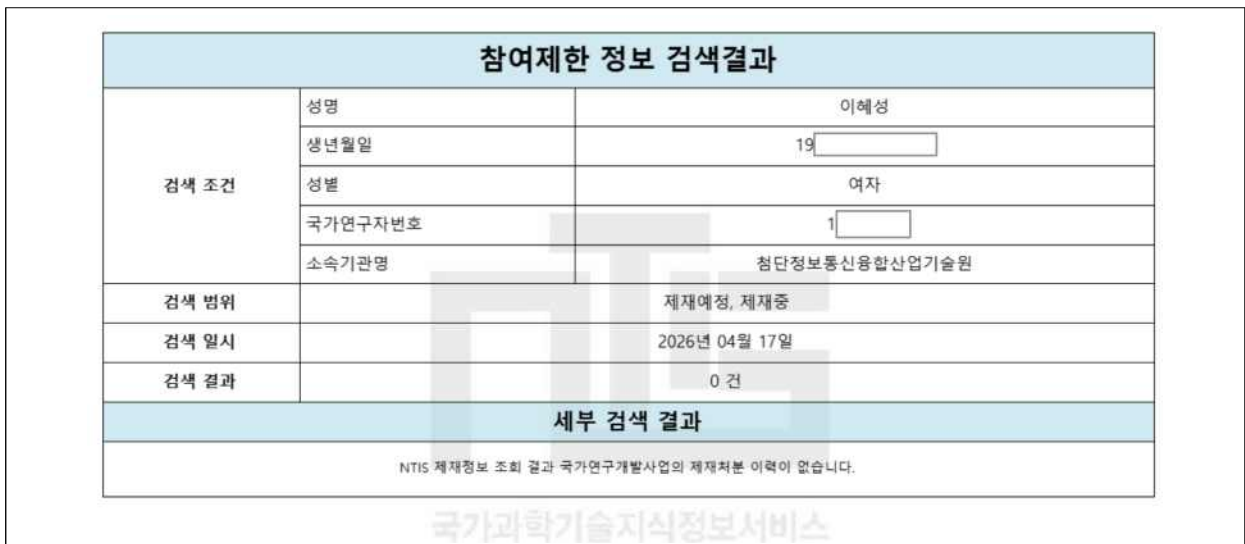 참여제한 정보 검색결과
검색 조건
성명 이혜성
생년월일 19
성별 여자
국가연구자번호 1
소속기관명 첨단정보통신융합산업기술원
검색 범위 제재예정, 제재중
검색 일시 2026년 04월 17일
검색 결과 0 건
세부 검색 결과
NTIS 제재정보 조회 결과 국가연구개발사업의 제재처분 이력이 없습니다.
nTIS
국가과학기술지식정보서비스